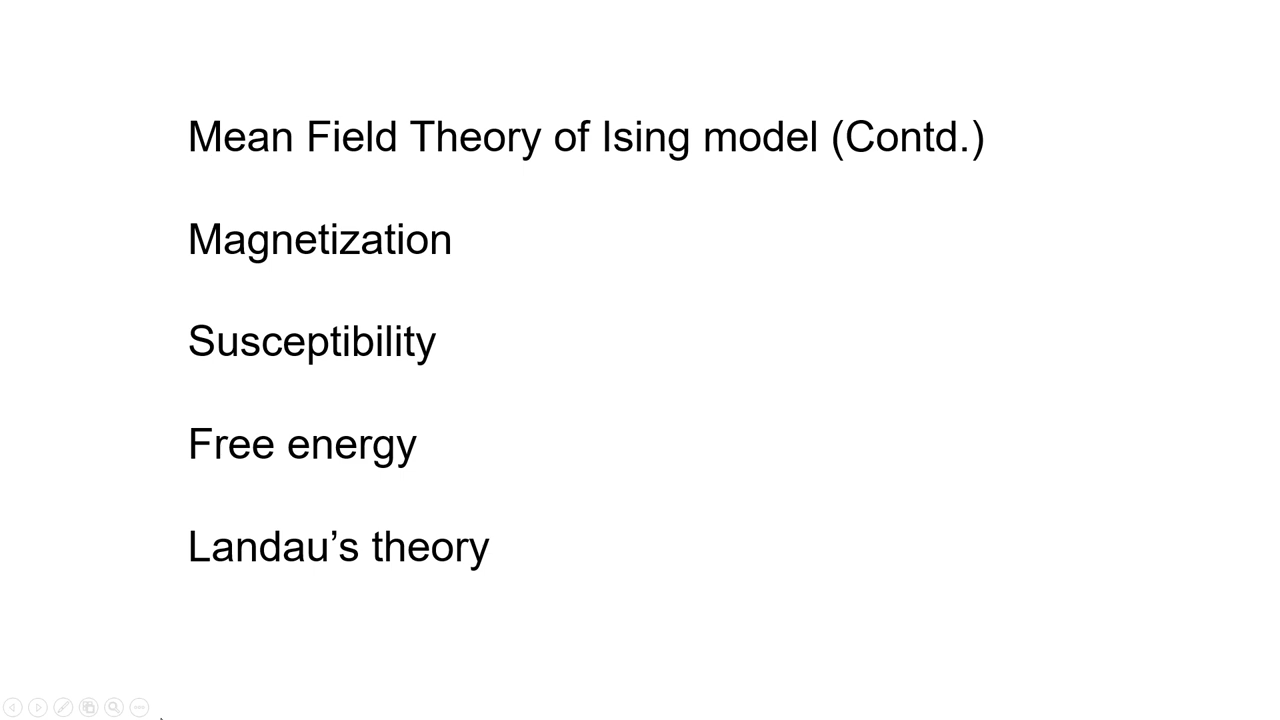 Mean Field Theory of Ising model (Contd.)
Magnetization
Susceptibility
Free energy
Landau’s theory